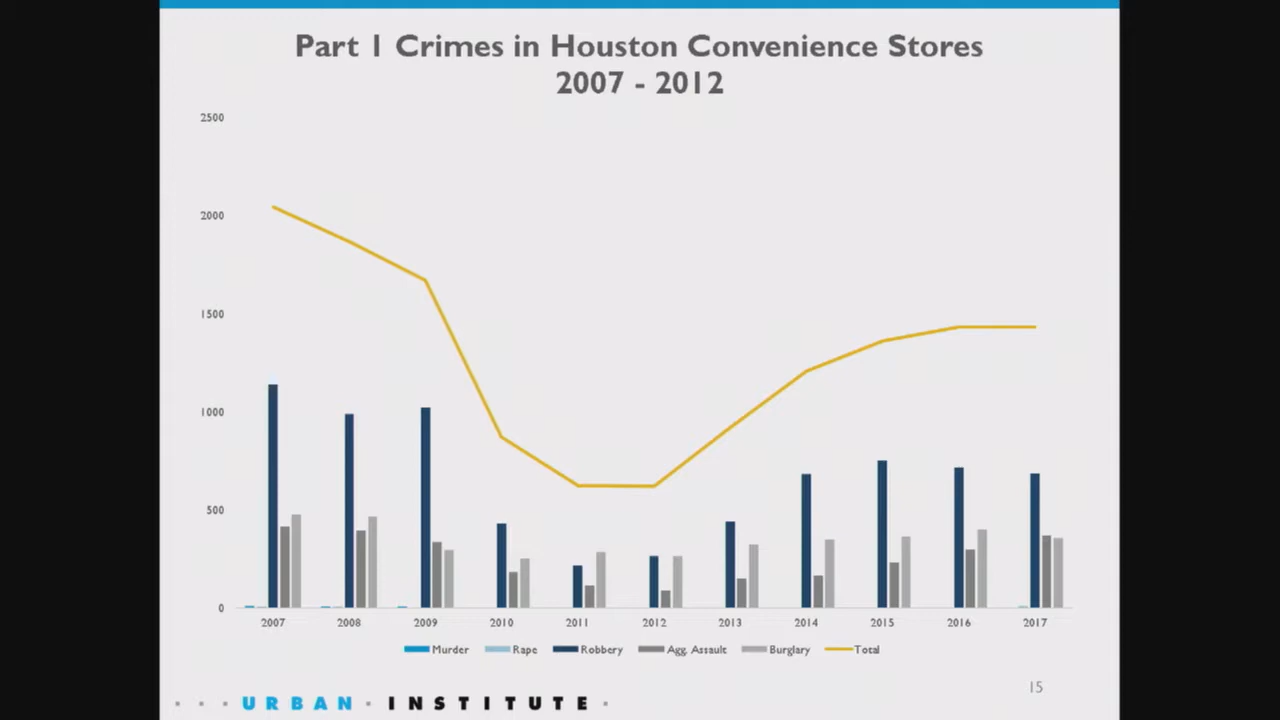 Part 1 Crimes in Houston Convenience Stores
2007 - 2012
2500
2000
1500
1000
500
0
2007 2008 2009 2010 2011 2012 2013 2014 2015 2016 2017
Murder Rape Robbery Agg. Assault Burglary Total
15
URBAN INSTITUTE